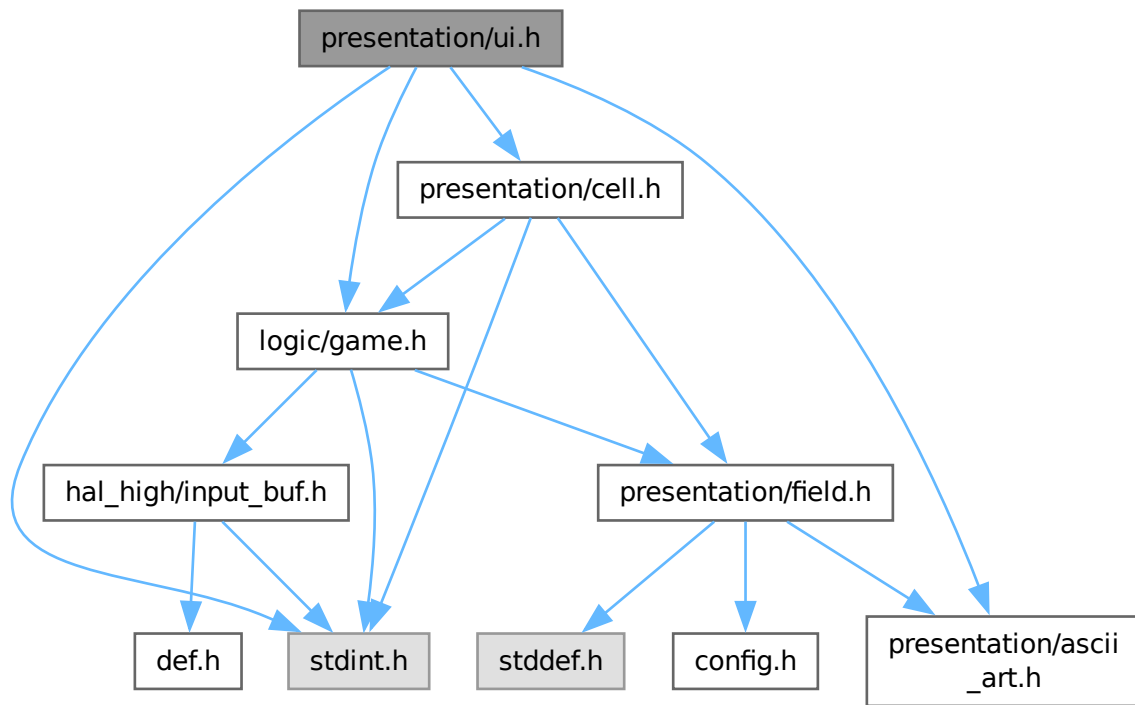 presentation/ui.h
presentation/cell.h
logic/game.h
hal_high/input_buf.h
presentation/field.h
def.h
stdint.h
stddef.h
config.h
presentation/ascii
_art.h